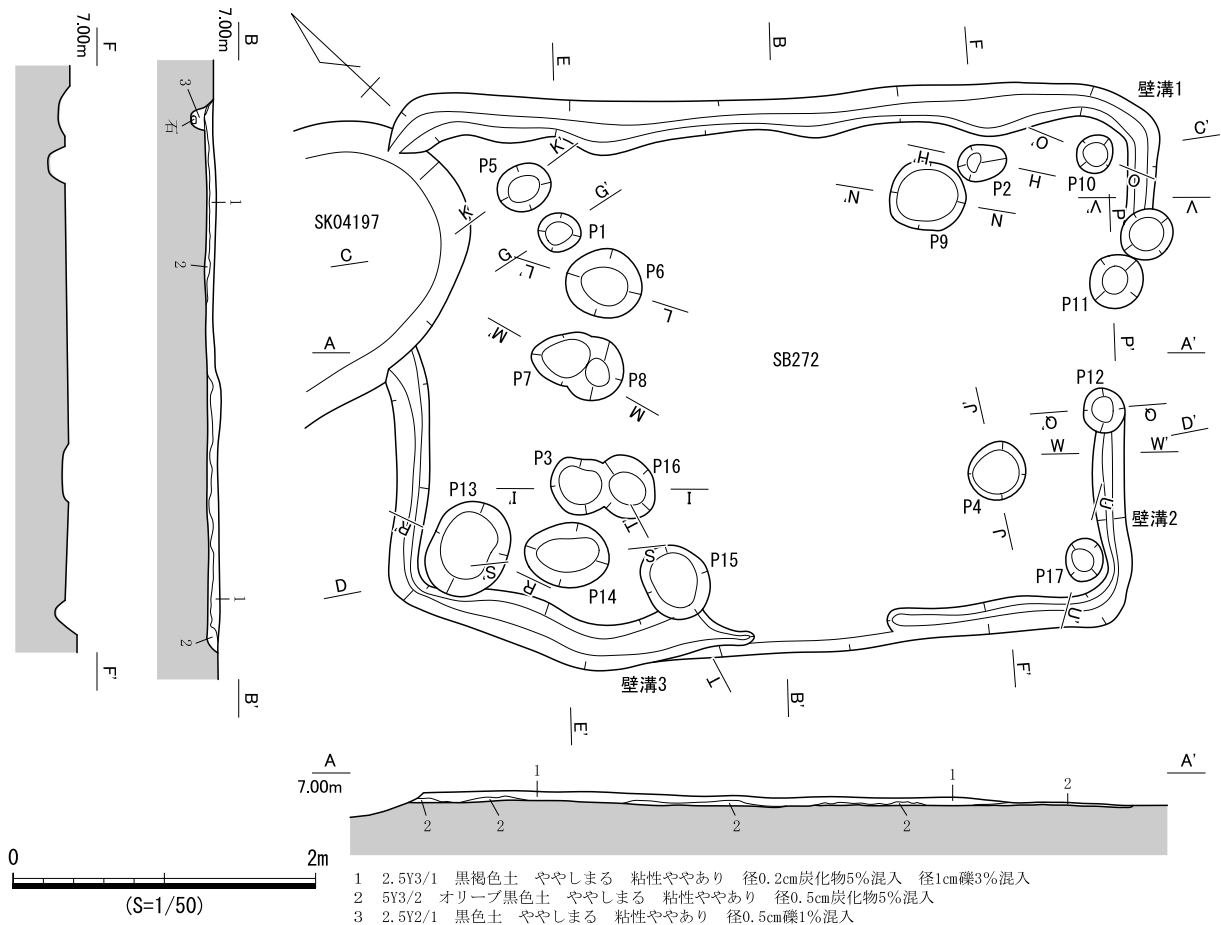 7.00m F
7.00m B
3
石
1
2
1
2
F'
B'
E
B
F
壁溝1
C'
P5
K'
K
G'
P1
G
L'
SK04197
C
P6
L
H'
P2
H
N'
N
P9
O'
P10
O
V'
V
P'
P11
M'
P7
P8
M
A
SB272
P'
A'
P12
Q'
Q
D'
J'
W
W'
P4
J
U
壁溝2
P3
P16
I'
I
P13
R'
T'
S
P15
S'
R
P14
P17
U'
D
壁溝3
T
F'
B'
E'
A
7.00m
1
1
2
A'
2
2
2
2
0 2m
(S=1/50)
1 2.5Y3/1 黒褐色土 ややしまる 粘性ややあり 径0.2cm炭化物5%混入 径1cm礫3%混入
2 5Y3/2 オリーブ黒色土 ややしまる 粘性ややあり 径0.5cm炭化物5%混入
3 2.5Y2/1 黒色土 ややしまる 粘性ややあり 径0.5cm礫1%混入